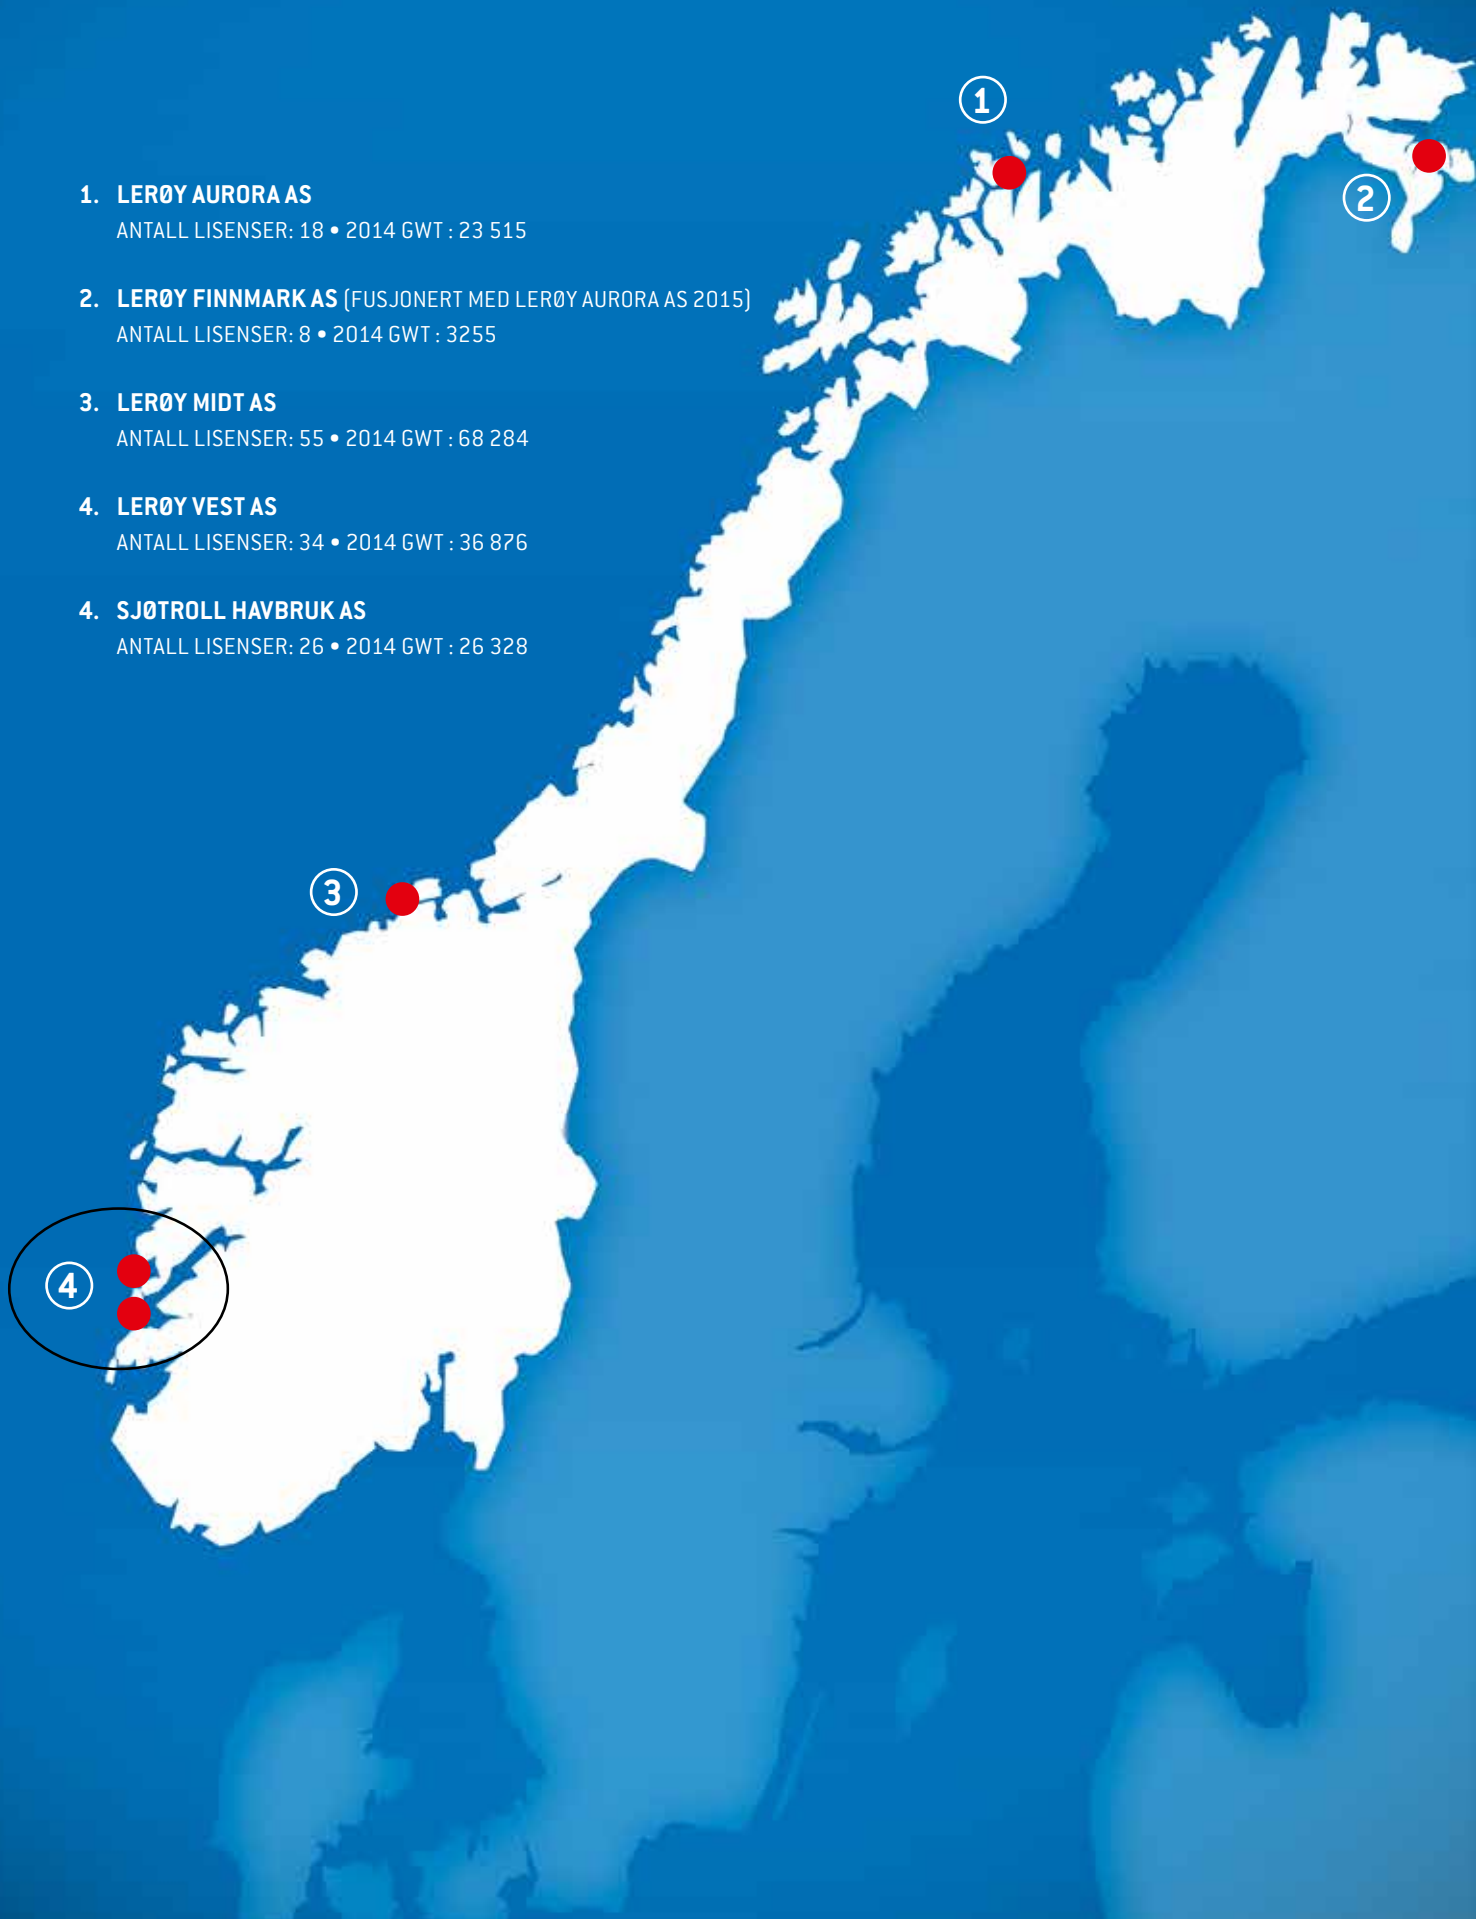 1. LERØY AURORA AS
ANTALL LISENSER: 18 • 2014 GWT : 23 515
2. LERØY FINNMARK AS (FUSJONERT MED LERØY AURORA AS 2015)
ANTALL LISENSER: 8 • 2014 GWT : 3255
3. LERØY MIDT AS
ANTALL LISENSER: 55 • 2014 GWT : 68 284
4. LERØY VEST AS
ANTALL LISENSER: 34 • 2014 GWT : 36 876
4. SJØTROLL HAVBRUK AS
ANTALL LISENSER: 26 • 2014 GWT : 26 328
1
2
3
4